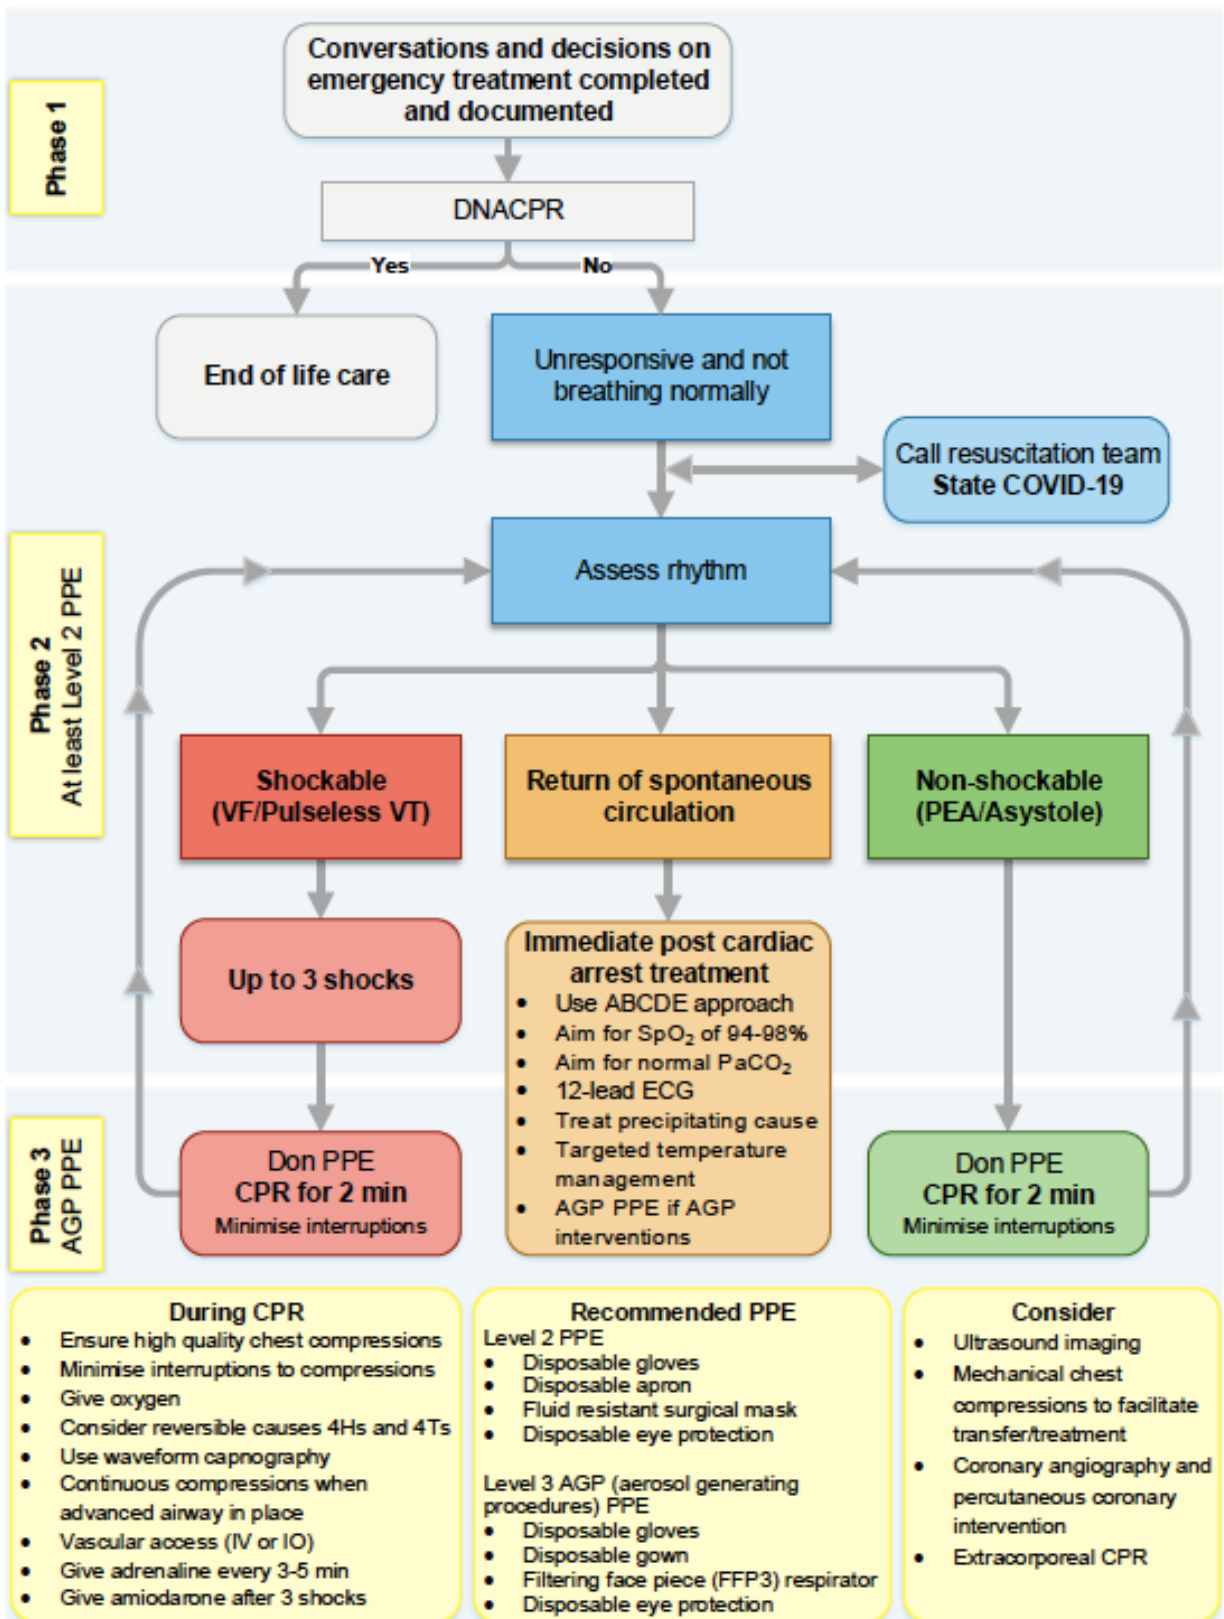 Conversations and decisions on
emergency treatment completed
and documented
Phase 1
DNACPR
Yes
No
End of life care
Unresponsive and not
breathing normally
Call resuscitation team
State COVID-19
Assess rhythm
Phase 2
At least Level 2 PPE
Shockable
(VF/Pulseless VT)
Return of spontaneous
circulation
Non-shockable
(PEA/Asystole)
Up to 3 shocks
Immediate post cardiac
arrest treatment
• Use ABCDE approach
• Aim for SpO₂ of 94-98%
• Aim for normal PaCO₂
• 12-lead ECG
• Treat precipitating cause
• Targeted temperature
management
• AGP PPE if AGP
interventions
Phase 3
AGP PPE
Don PPE
CPR for 2 min
Minimise interruptions
Don PPE
CPR for 2 min
Minimise interruptions
During CPR
• Ensure high quality chest compressions
• Minimise interruptions to compressions
• Give oxygen
• Consider reversible causes 4Hs and 4Ts
• Use waveform capnography
• Continuous compressions when
advanced airway in place
• Vascular access (IV or IO)
• Give adrenaline every 3-5 min
• Give amiodarone after 3 shocks
Recommended PPE
Level 2 PPE
• Disposable gloves
• Disposable apron
• Fluid resistant surgical mask
• Disposable eye protection
Level 3 AGP (aerosol generating
procedures) PPE
• Disposable gloves
• Disposable gown
• Filtering face piece (FFP3) respirator
• Disposable eye protection
Consider
• Ultrasound imaging
• Mechanical chest
compressions to facilitate
transfer/treatment
• Coronary angiography and
percutaneous coronary
intervention
• Extracorporeal CPR